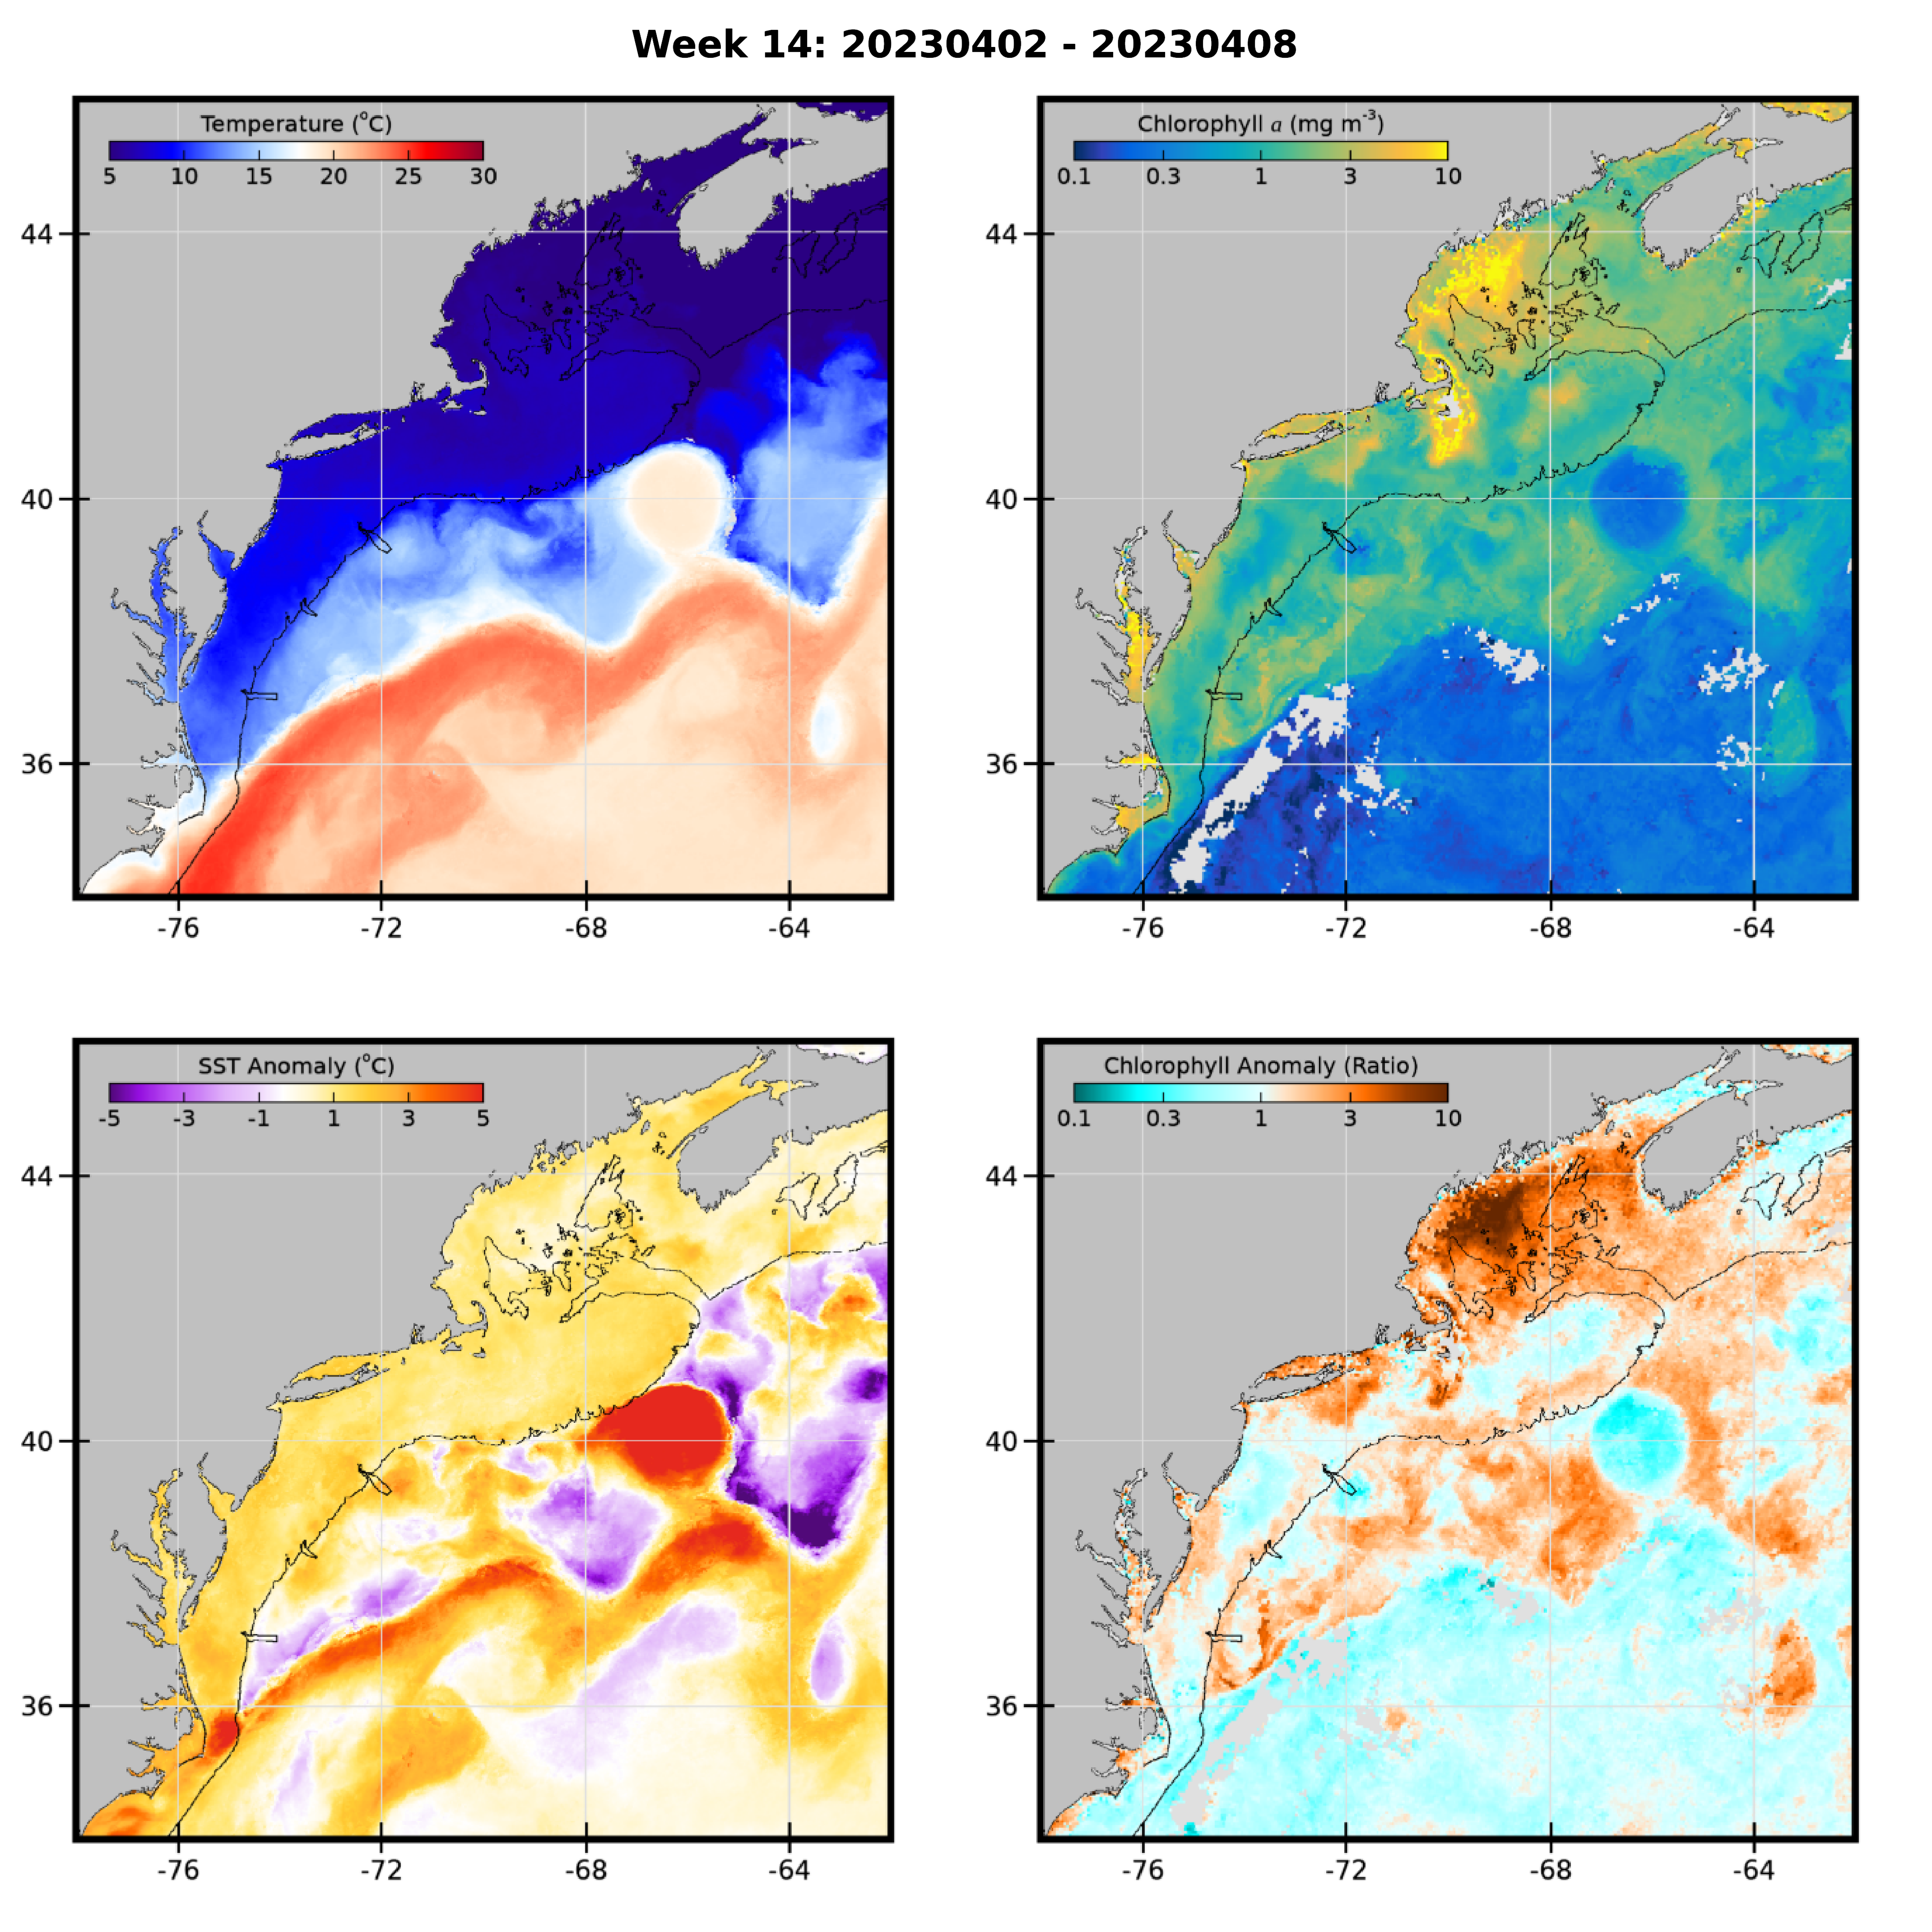 Week 14: 20230402 - 20230408
Temperature (°C)
5 10 15 20 25 30
44
40
36
-76 -72 -68 -64
Chlorophyll a (mg m⁻³)
0.1 0.3 1 3 10
44
40
36
-76 -72 -68 -64
SST Anomaly (°C)
-5 -3 -1 1 3 5
44
40
36
-76 -72 -68 -64
Chlorophyll Anomaly (Ratio)
0.1 0.3 1 3 10
44
40
36
-76 -72 -68 -64